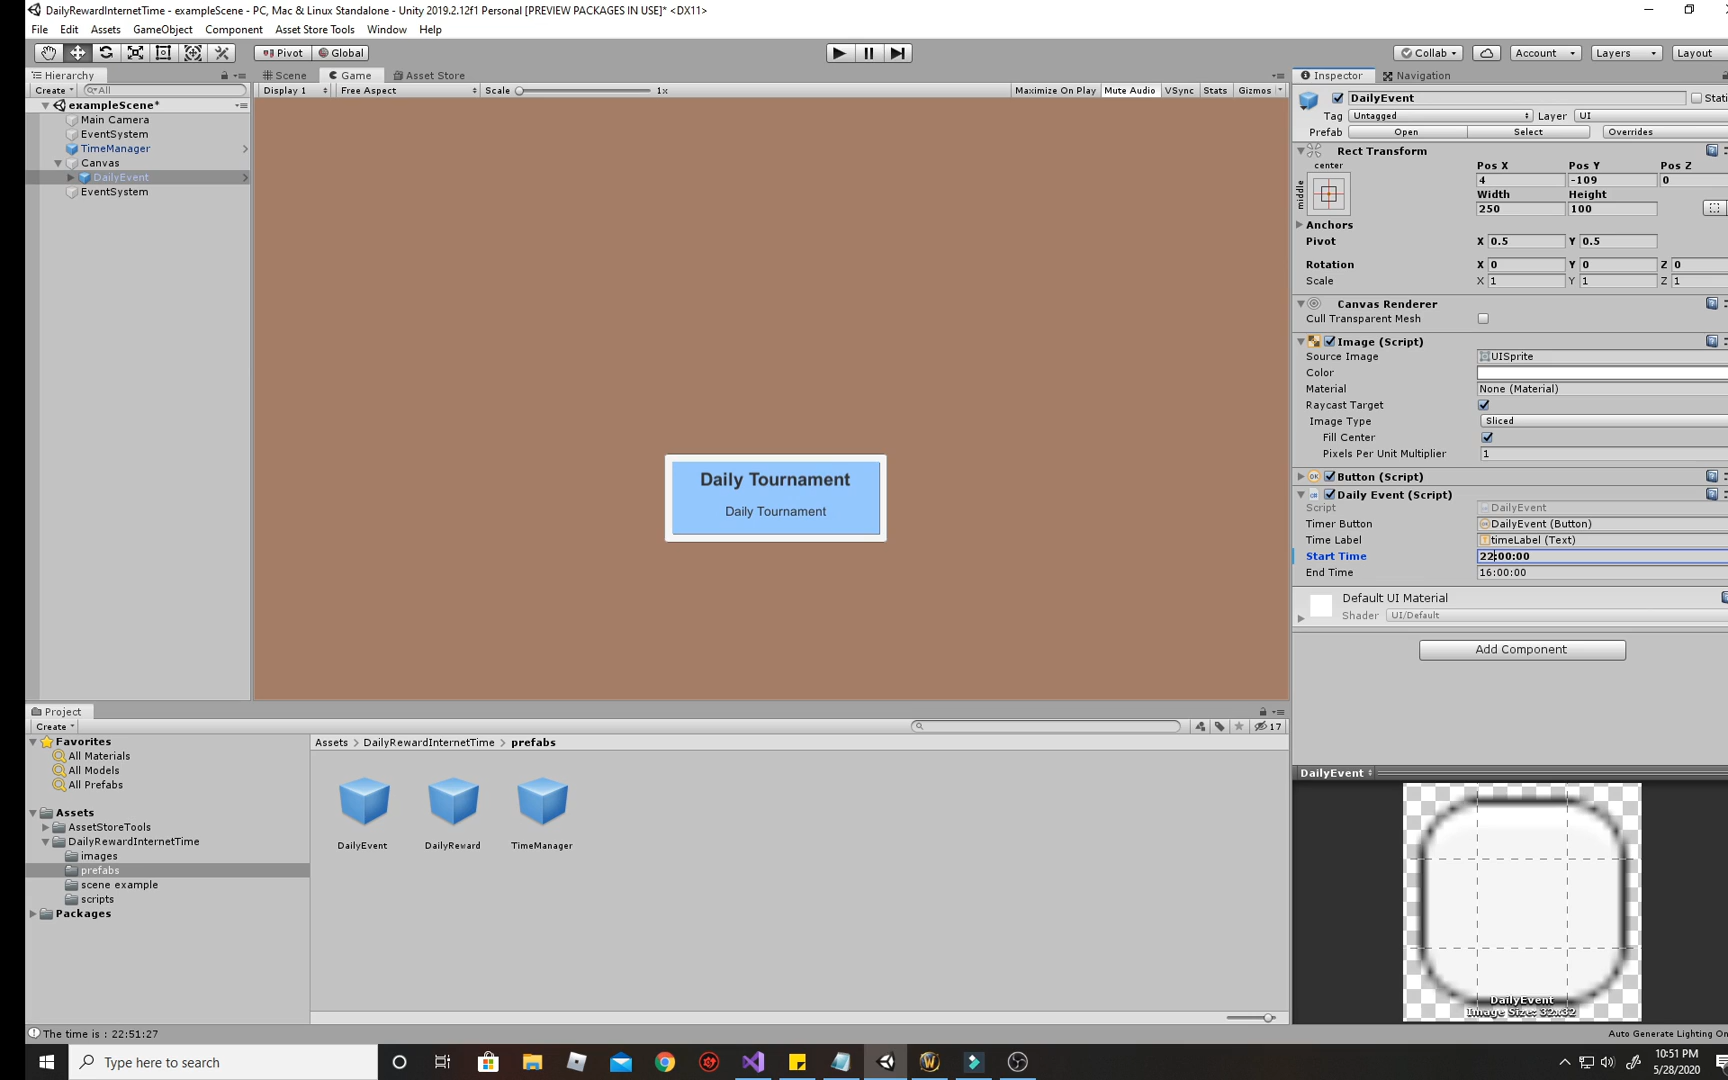 DailyRewardInternetTime - exampleScene - PC, Mac & Linux Standalone - Unity 2019.2.12f1 Personal [PREVIEW PACKAGES IN USE]* <DX11>
File Edit Assets GameObject Component Asset Store Tools Window Help
Pivot Global Collab Account Layers Layout
Hierarchy Scene Game Asset Store Inspector Navigation
Create All Display 1 Free Aspect Scale 1x Maximize On Play Mute Audio VSync Stats Gizmos
exampleScene*
Main Camera
EventSystem
TimeManager
Canvas
DailyEvent
EventSystem
Daily Tournament
Daily Tournament
DailyEvent Stati
Tag Untagged Layer UI
Prefab Open Select Overrides
Rect Transform
center
middle
Pos X Pos Y Pos Z
4 -109 0
Width Height
250 100
Anchors
Pivot X 0.5 Y 0.5
Rotation X 0 Y 0 Z 0
Scale X 1 Y 1 Z 1
Canvas Renderer
Cull Transparent Mesh
Image (Script)
Source Image UISprite
Color
Material None (Material)
Raycast Target
Image Type Sliced
Fill Center
Pixels Per Unit Multiplier 1
Button (Script)
Daily Event (Script)
Script DailyEvent
Timer Button DailyEvent (Button)
Time Label timeLabel (Text)
Start Time 22:00:00
End Time 16:00:00
Default UI Material
Shader UI/Default
Add Component
Project
Create 17
Favorites
All Materials
All Models
All Prefabs
Assets
AssetStoreTools
DailyRewardInternetTime
images
prefabs
scene example
scripts
Packages
Assets > DailyRewardInternetTime > prefabs
DailyEvent DailyReward TimeManager
DailyEvent
DailyEvent
Image Size: 32x32
The time is : 22:51:27
Auto Generate Lighting On
Type here to search
10:51 PM
5/28/2020